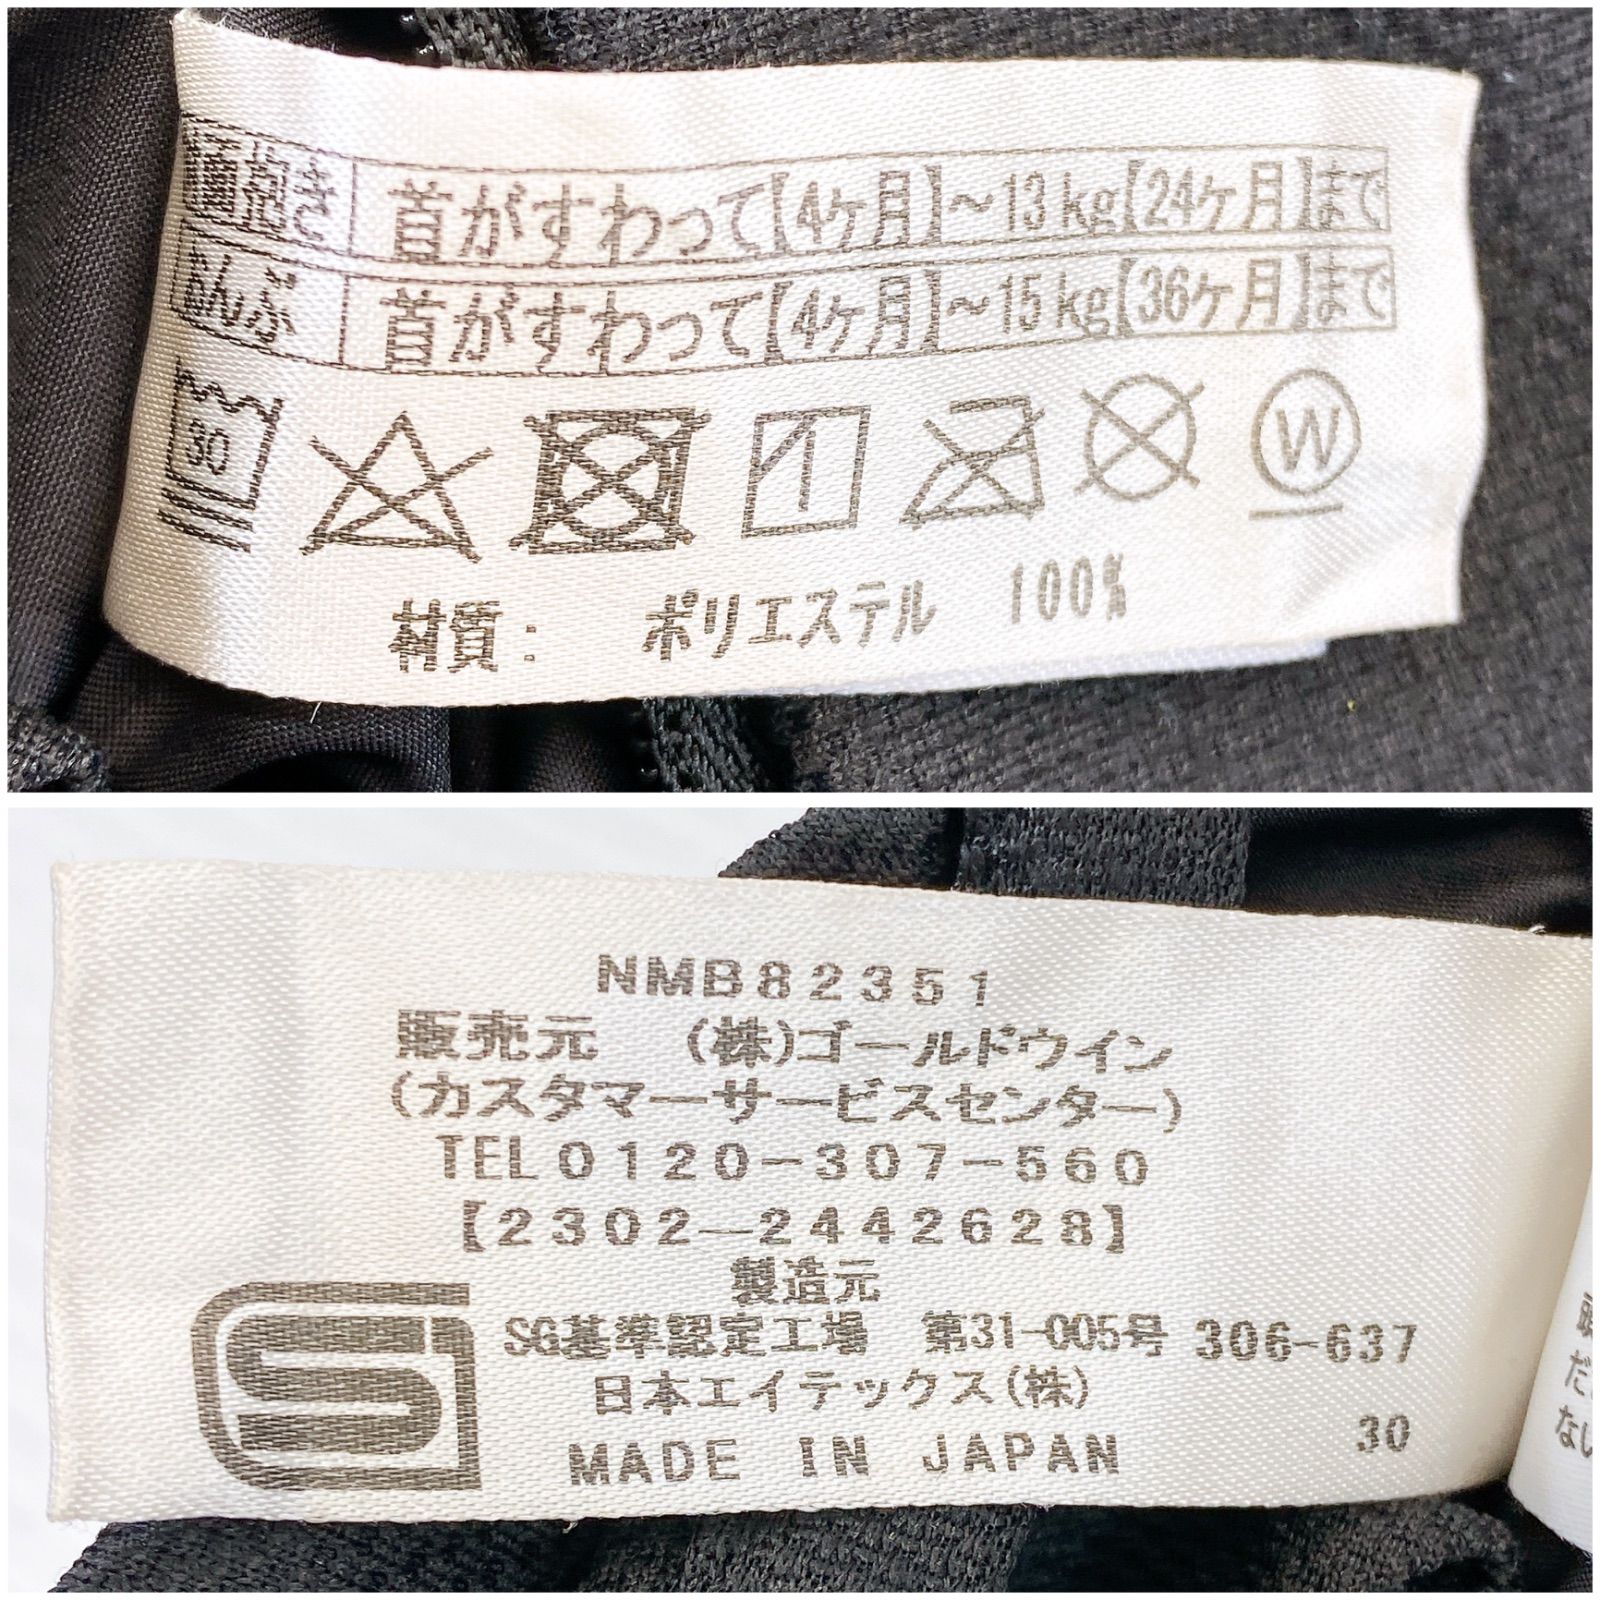 対面抱き 首がすわって【4ケ月】～13kg【24ケ月】まで
おんぶ 首がすわって【4ケ月】～15kg【36ケ月】まで
30
W
材質： ポリエステル 100%
NMB82351
販売元 (株)ゴールドウイン
(カスタマーサービスセンター)
TEL0120-307-560
【2302-2442628】
製造元
SG基準認定工場 第31-005号 306-637
日本エイテックス(株)
MADE IN JAPAN
30
だ
ない